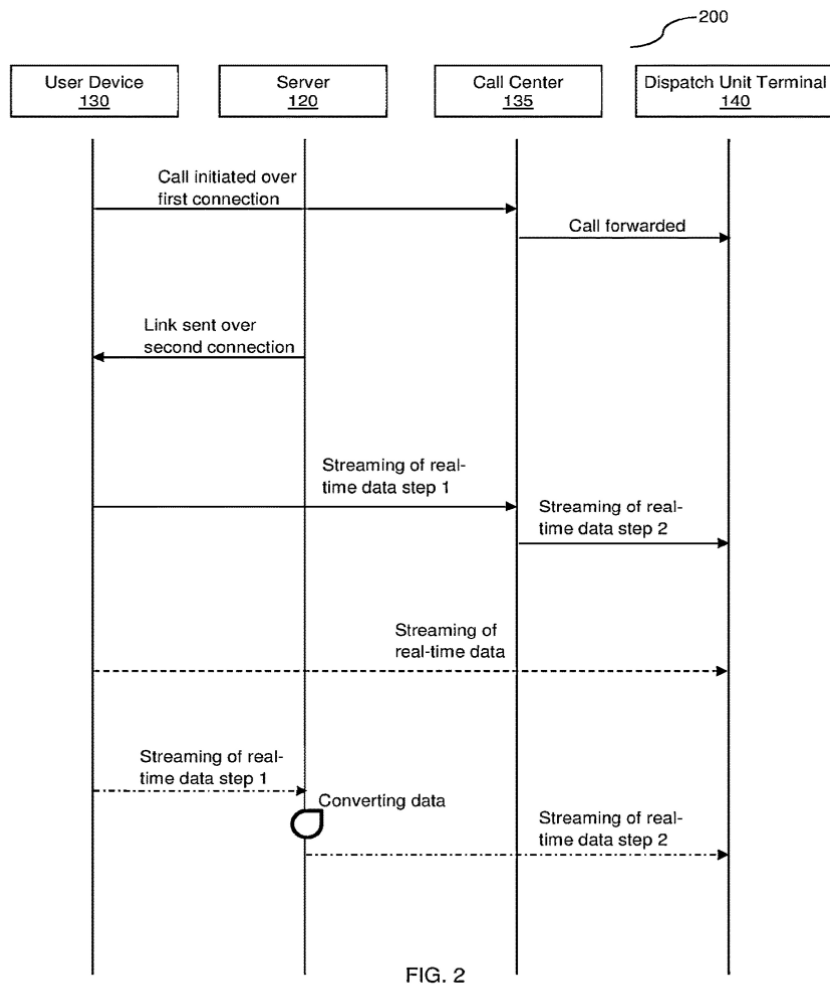 200
User Device
130
Server
120
Call Center
135
Dispatch Unit Terminal
140
Call initiated over
first connection
Call forwarded
Link sent over
second connection
Streaming of real-
time data step 1
Streaming of real-
time data step 2
Streaming of
real-time data
Streaming of real-
time data step 1
Converting data
Streaming of real-
time data step 2
FIG. 2